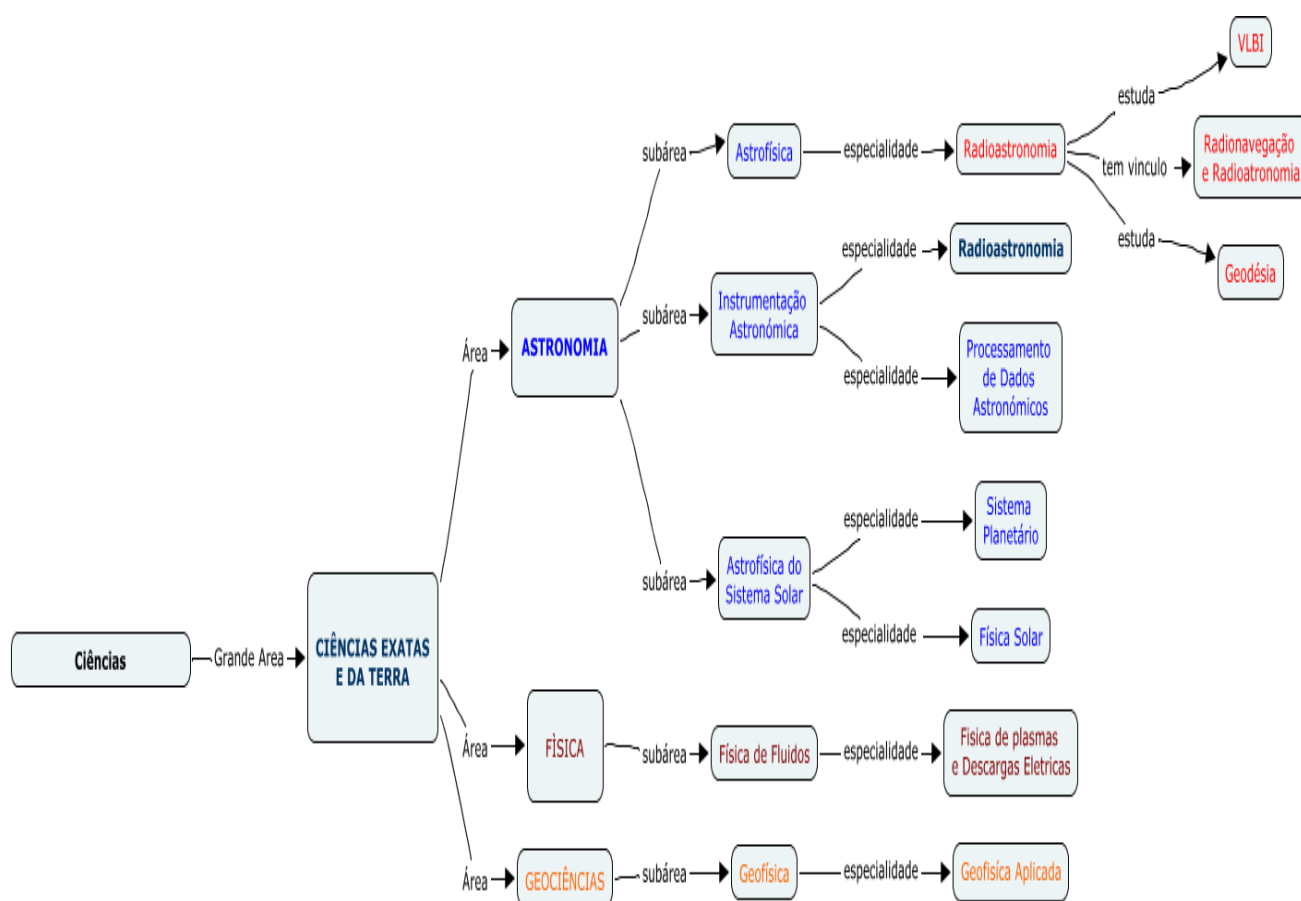 VLBI
estuda
Astrofísica
especialidade
Radioastronomia
subárea
tem vinculo
Radionavegação
e Radioatronomia
estuda
Geodésia
especialidade
Radioastronomia
Instrumentação
Astronómica
subárea
Área
ASTRONOMIA
especialidade
Processamento
de Dados
Astronómicos
especialidade
Sistema
Planetário
subárea
Astrofísica do
Sistema Solar
especialidade
Física Solar
Ciências
Grande Area
CIÊNCIAS EXATAS
E DA TERRA
Área
FÌSICA
subárea
Física de Fluidos
especialidade
Fisica de plasmas
e Descargas Eletricas
Área
GEOCIÊNCIAS
subárea
Geofísica
especialidade
Geofisíca Aplicada